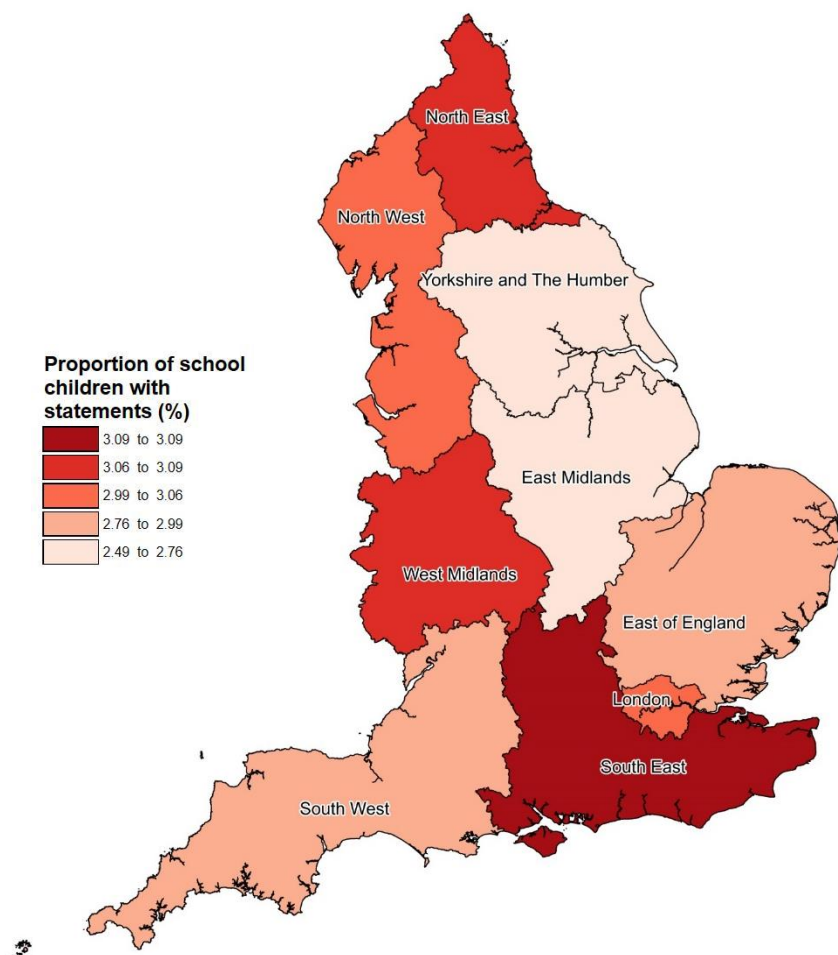 North East
North West
Yorkshire and The Humber
Proportion of school
children with
statements (%)
3.09 to 3.09
3.06 to 3.09
2.99 to 3.06
2.76 to 2.99
2.49 to 2.76
East Midlands
West Midlands
East of England
London
South East
South West